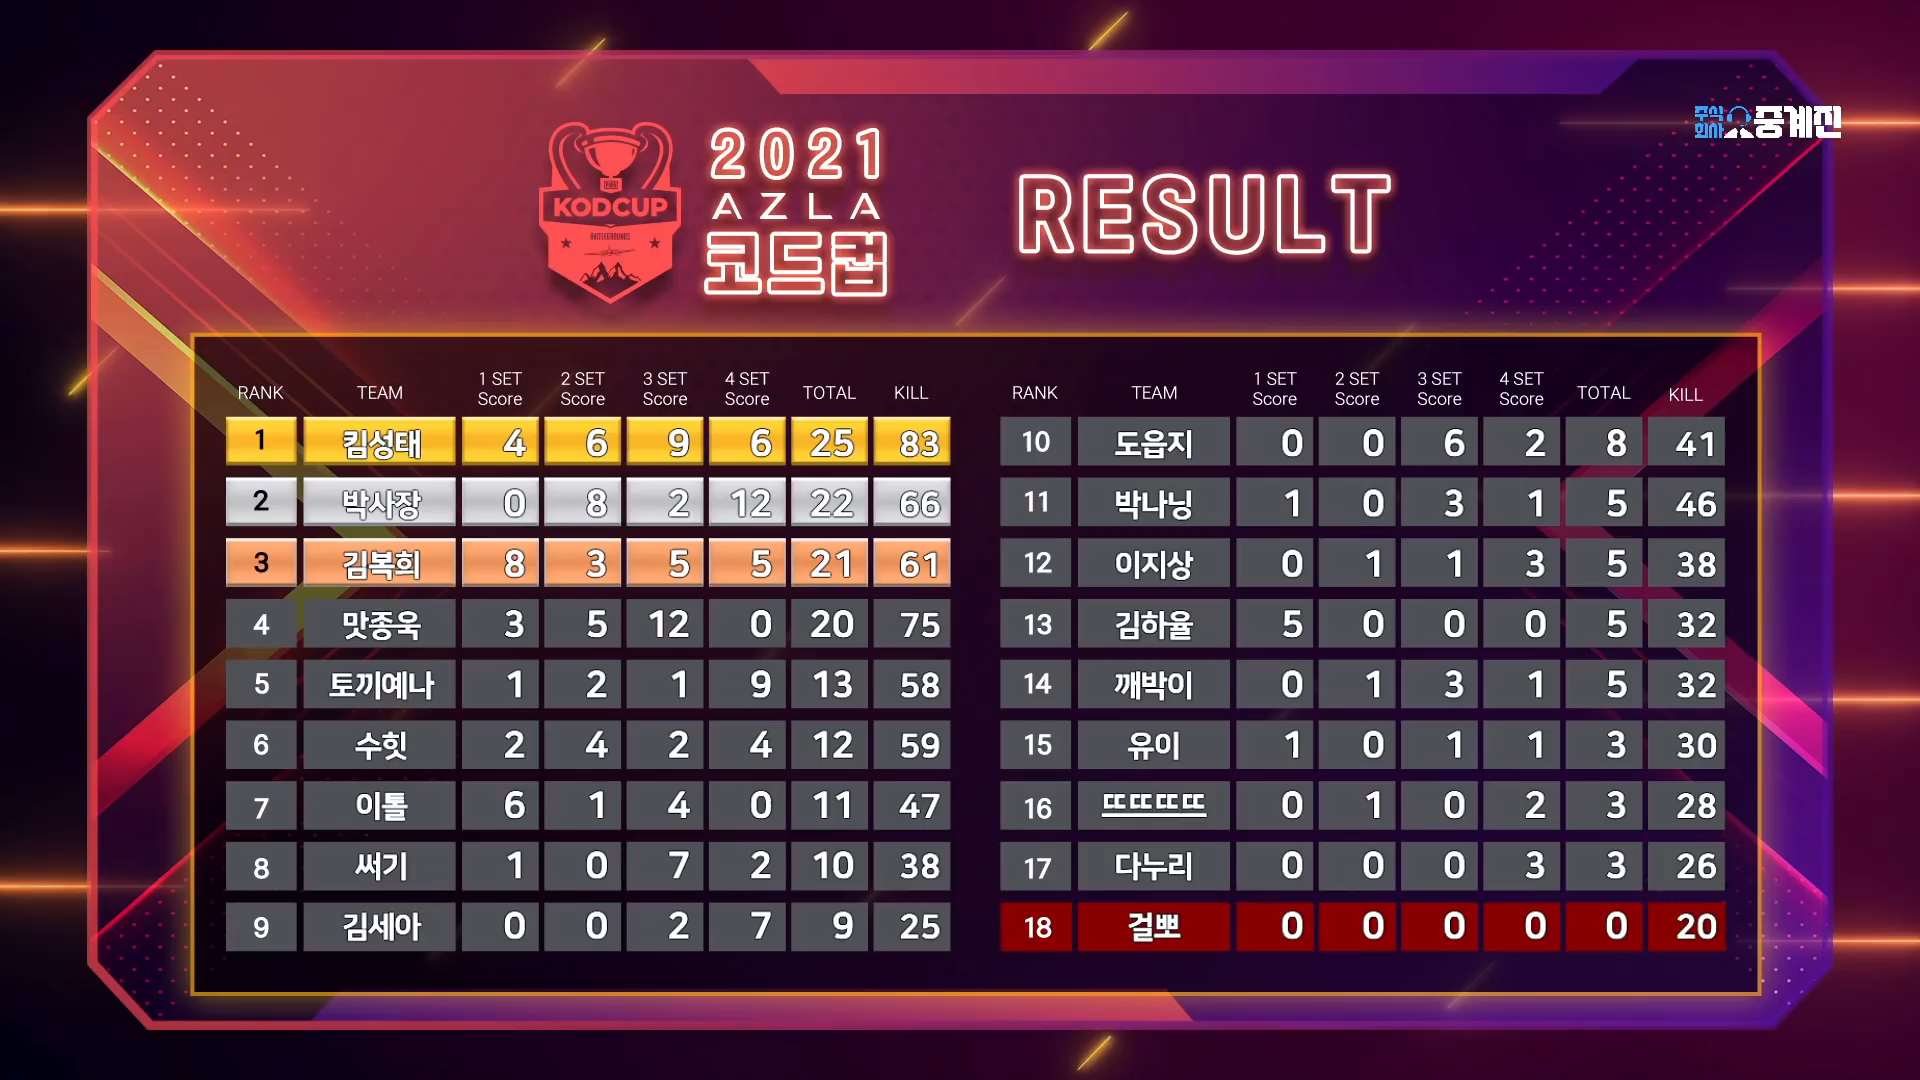 주식회사 중계진
2021
AZLA
코드컵
KODCUP
BATTLEGROUNDS
RESULT
RANK TEAM 1 SET Score 2 SET Score 3 SET Score 4 SET Score TOTAL KILL
1 킴성태 4 6 9 6 25 83
2 박사장 0 8 2 12 22 66
3 김복희 8 3 5 5 21 61
4 맛종욱 3 5 12 0 20 75
5 토끼예나 1 2 1 9 13 58
6 수힛 2 4 2 4 12 59
7 이톨 6 1 4 0 11 47
8 써기 1 0 7 2 10 38
9 김세아 0 0 2 7 9 25
RANK TEAM 1 SET Score 2 SET Score 3 SET Score 4 SET Score TOTAL KILL
10 도읍지 0 0 6 2 8 41
11 박나닝 1 0 3 1 5 46
12 이지상 0 1 1 3 5 38
13 김하율 5 0 0 0 5 32
14 깨박이 0 1 3 1 5 32
15 유이 1 0 1 1 3 30
16 뜨뜨뜨뜨 0 1 0 2 3 28
17 다누리 0 0 0 3 3 26
18 걸뽀 0 0 0 0 0 20